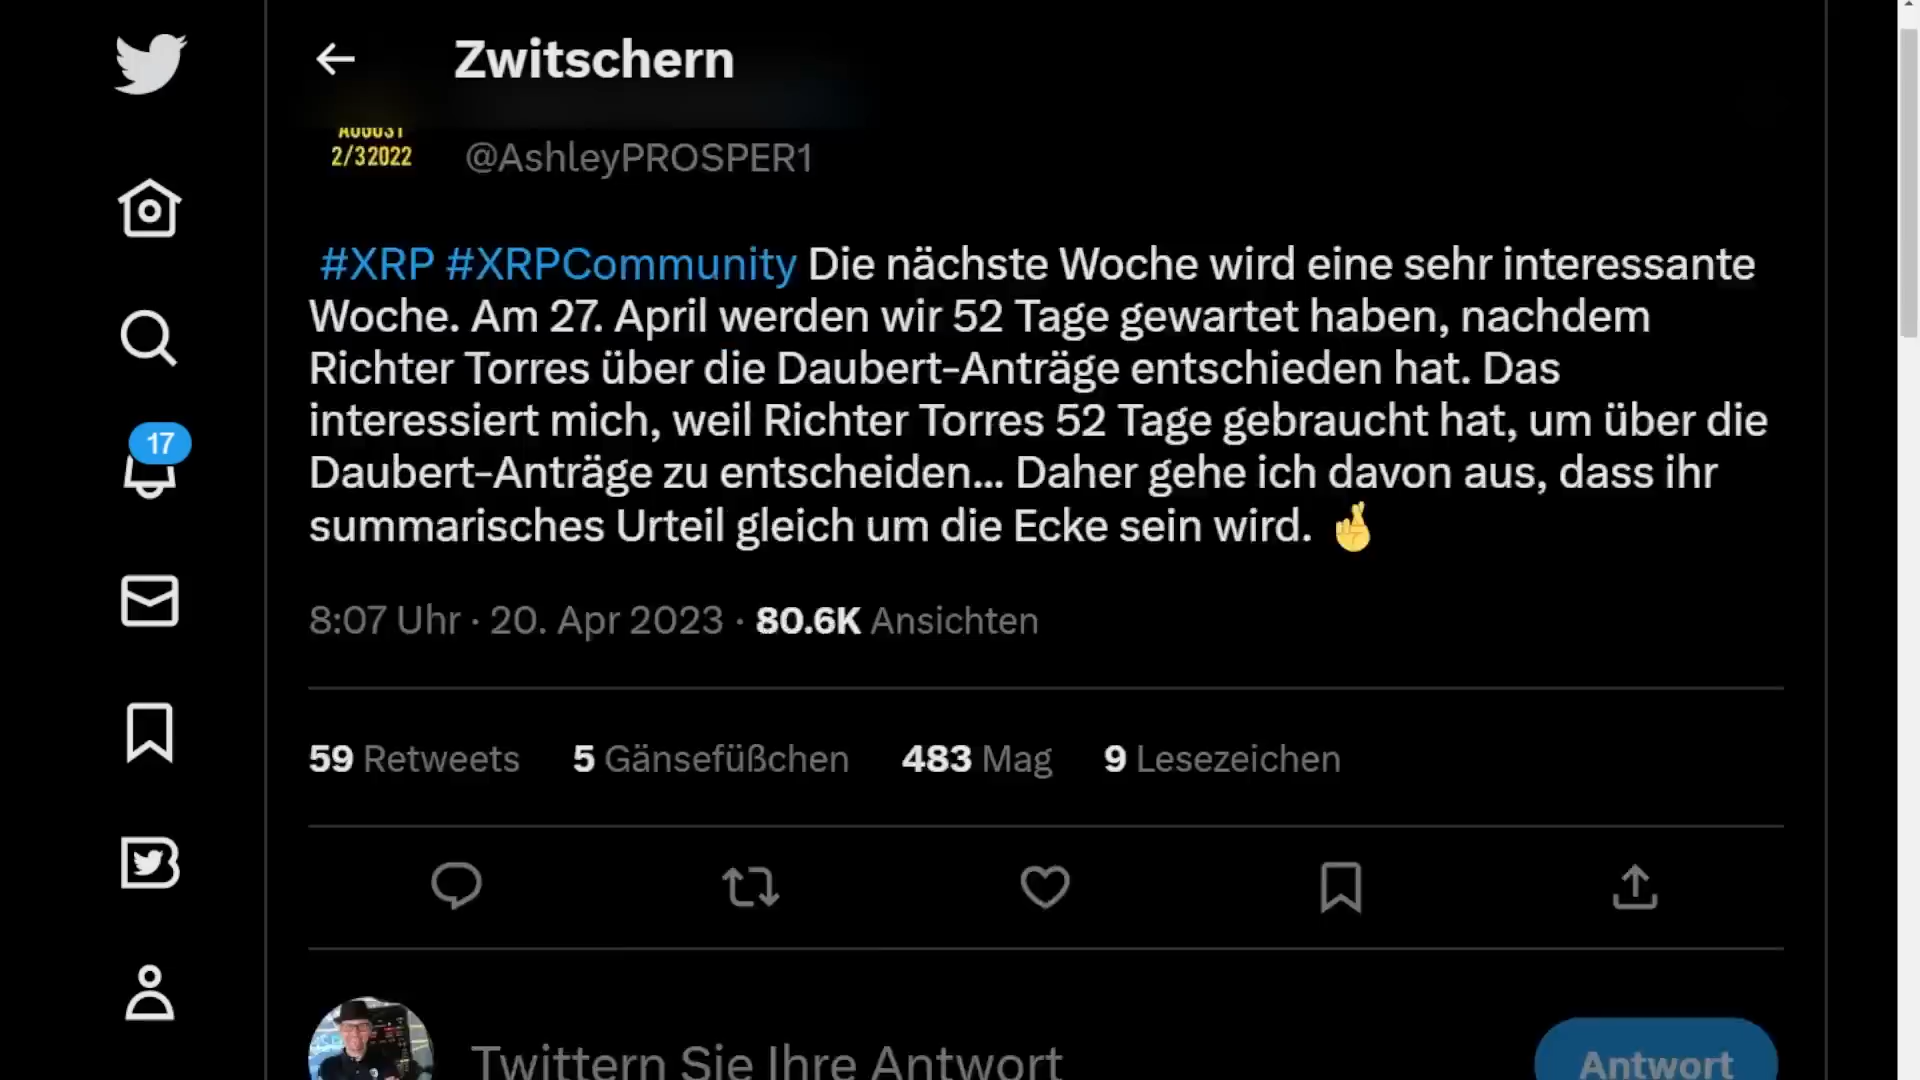 Zwitschern
AUGUST
2/32022
@AshleyPROSPER1
#XRP #XRPCommunity Die nächste Woche wird eine sehr interessante
Woche. Am 27. April werden wir 52 Tage gewartet haben, nachdem
Richter Torres über die Daubert-Anträge entschieden hat. Das
interessiert mich, weil Richter Torres 52 Tage gebraucht hat, um über die
Daubert-Anträge zu entscheiden... Daher gehe ich davon aus, dass ihr
summarisches Urteil gleich um die Ecke sein wird.
17
8:07 Uhr · 20. Apr 2023 · 80.6K Ansichten
59 Retweets 5 Gänsefüßchen 483 Mag 9 Lesezeichen
Twittern Sie Ihre Antwort
Antwort